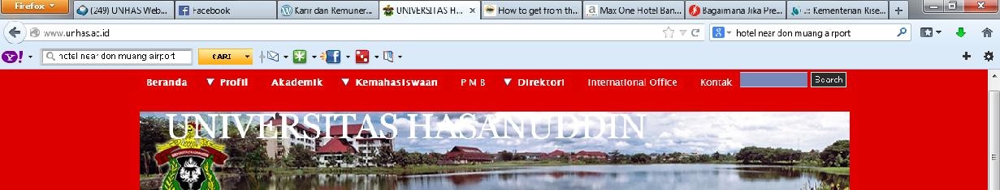 Firefox
(249) UNHAS Web...
Facebook
Karir dan Remuner...
UNIVERSITAS H...
How to get from th...
Max One Hotel Ban...
Bagaimana Jika Pre...
.:: Kementerian Rise...
www.unhas.ac.id
hotel near don muang airport
Y! hotel near don muang airport CARI
Beranda Profil Akademik Kemahasiswaan P M B Direktori International Office Kontak Search
UNIVERSITAS HASANUDDIN